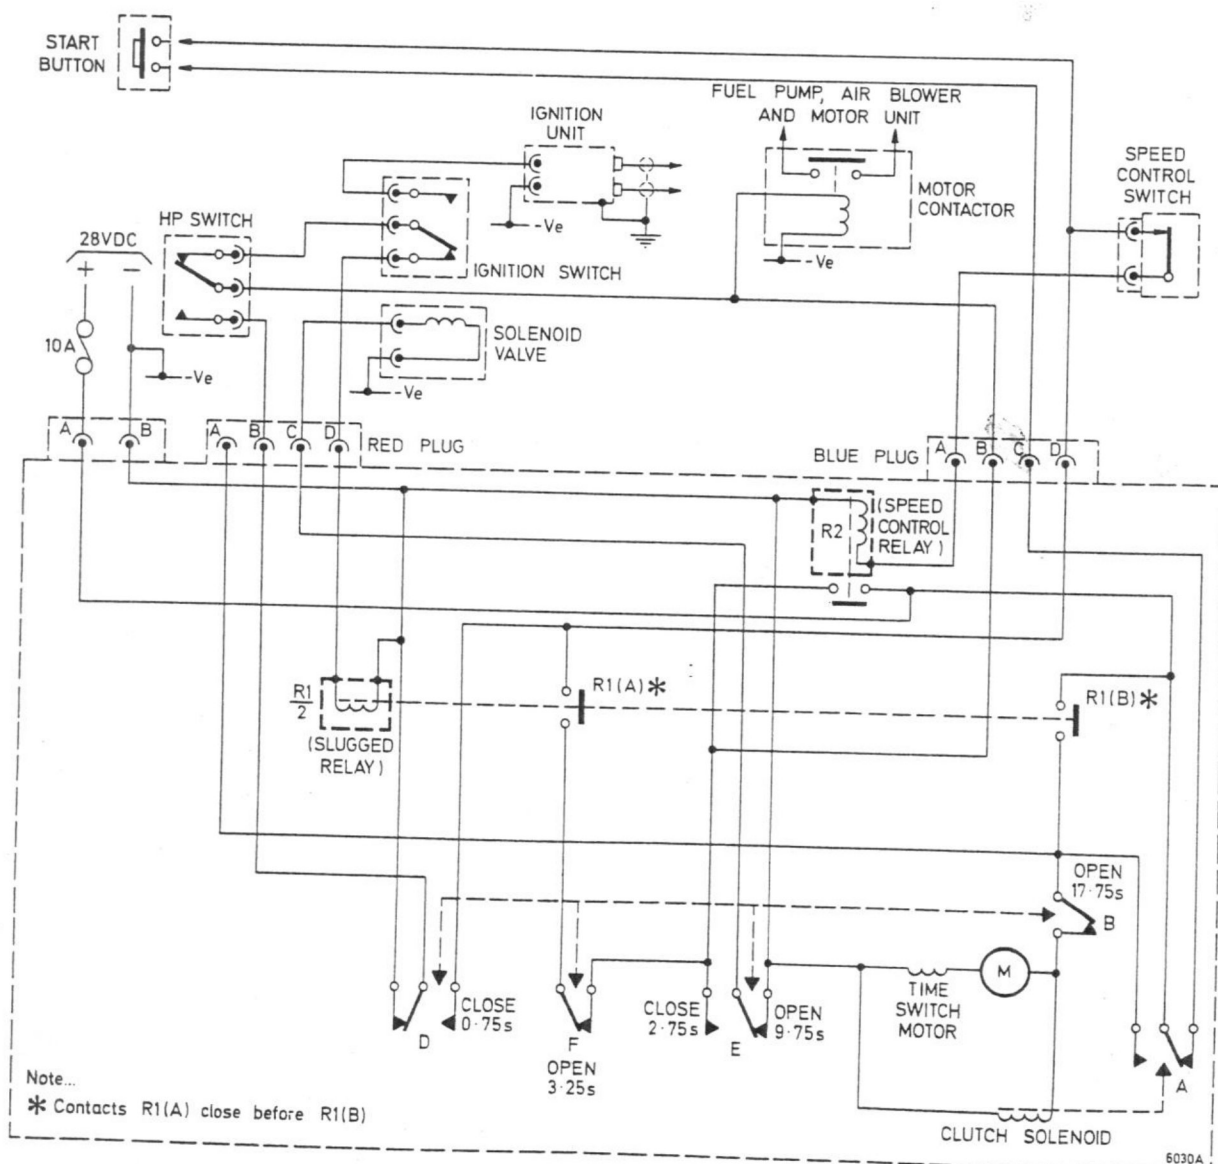 START
BUTTON
FUEL PUMP, AIR BLOWER
AND MOTOR UNIT
IGNITION
UNIT
SPEED
CONTROL
SWITCH
MOTOR
CONTACTOR
HP SWITCH
-Ve
-Ve
28VDC
+ -
IGNITION SWITCH
10A
SOLENOID
VALVE
-Ve
-Ve
A B
A B C D
RED PLUG
BLUE PLUG
A B C D
R2
(SPEED
CONTROL
RELAY)
R1
2
(SLUGGED
RELAY)
R1(A)*
R1(B)*
OPEN
17·75s
B
M
TIME
SWITCH
MOTOR
CLOSE
0·75s
D
F
OPEN
3·25s
CLOSE
2·75s
E
OPEN
9·75s
A
CLUTCH SOLENOID
Note...
* Contacts R1(A) close before R1(B)
6030A